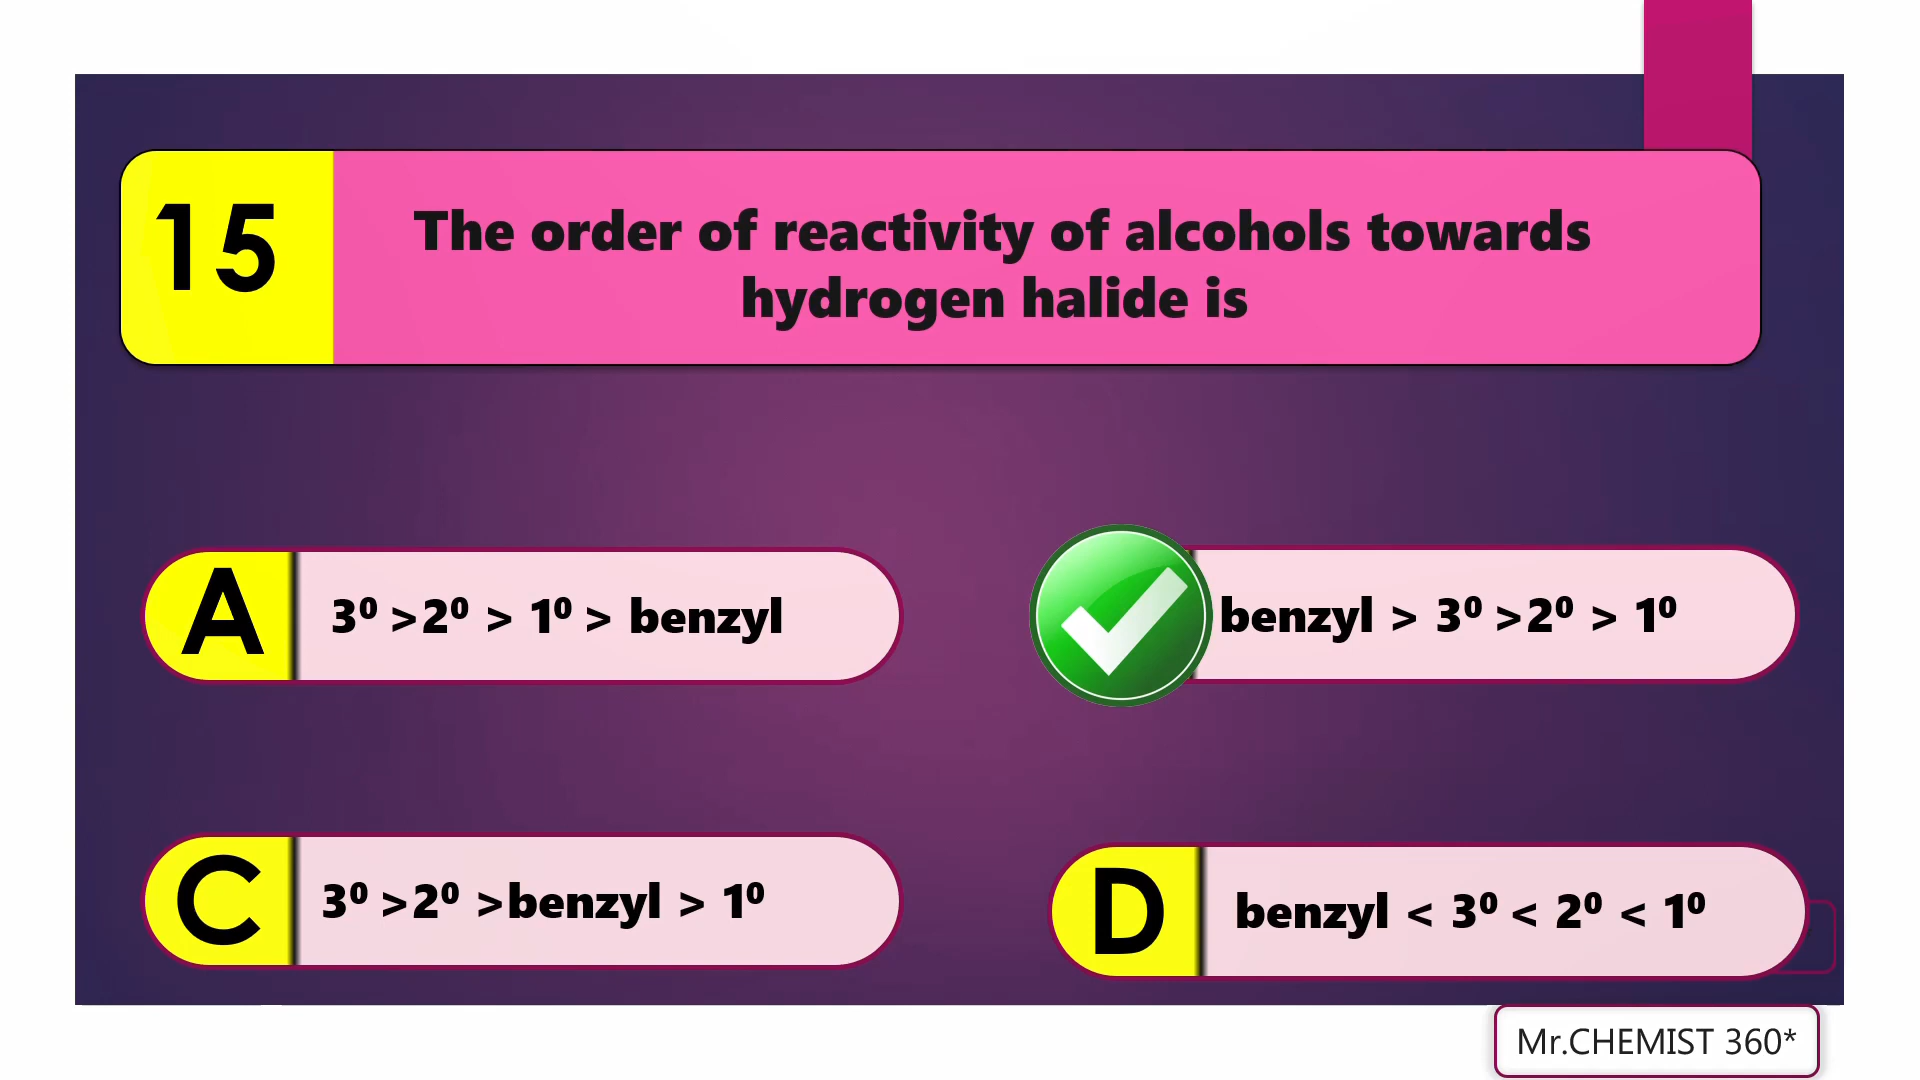 15
The order of reactivity of alcohols towards
hydrogen halide is
A
3⁰ >2⁰ > 1⁰ > benzyl
benzyl > 3⁰ >2⁰ > 1⁰
C
3⁰ >2⁰ >benzyl > 1⁰
D
benzyl < 3⁰ < 2⁰ < 1⁰
Mr.CHEMIST 360*